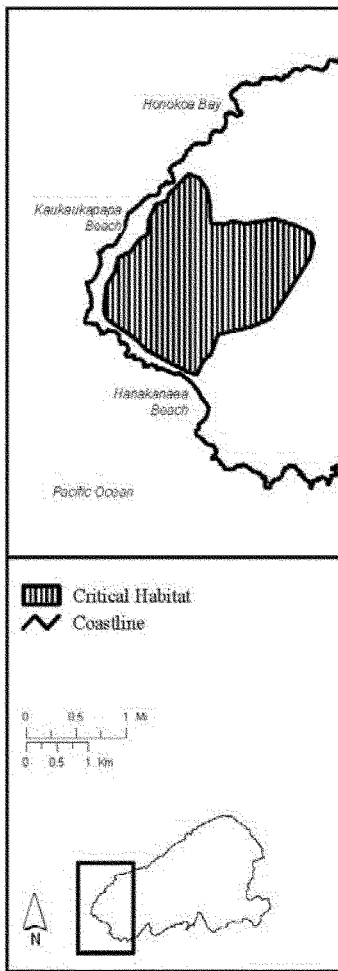 Honokoa Bay
Kaukaukapapa
Beach
Hanakanaea
Beach
Pacific Ocean
Critical Habitat
Coastline
0 0.5 1 Mi
0 0.5 1 Km
N